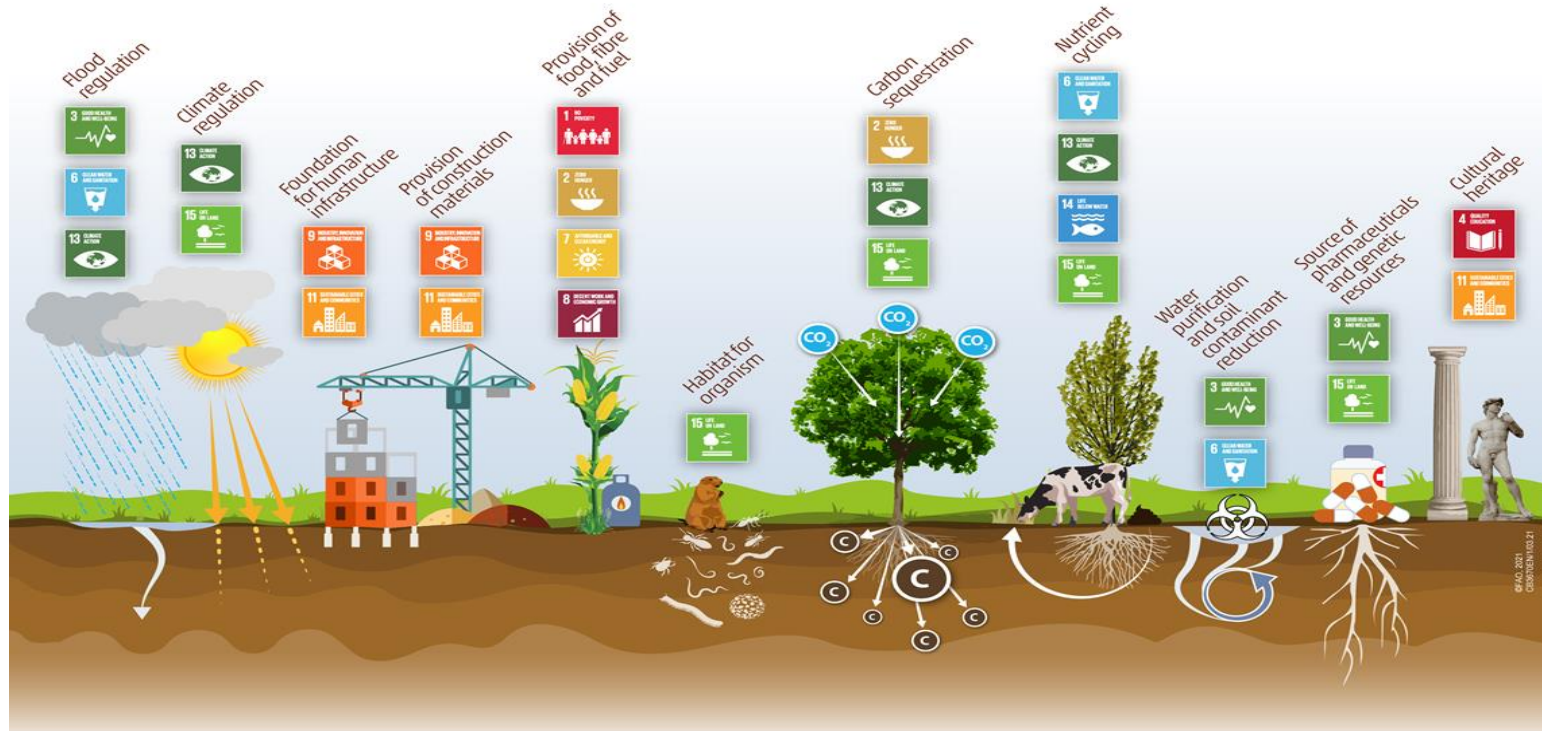 Flood
regulation
3 GOOD HEALTH
AND WELL-BEING
6 CLEAN WATER
AND SANITATION
13 CLIMATE
ACTION
Climate
regulation
13 CLIMATE
ACTION
15 LIFE
ON LAND
Foundation
for human
infrastructure
9 INDUSTRY, INNOVATION
AND INFRASTRUCTURE
11 SUSTAINABLE CITIES
AND COMMUNITIES
Provision
of construction
materials
9 INDUSTRY, INNOVATION
AND INFRASTRUCTURE
11 SUSTAINABLE CITIES
AND COMMUNITIES
Provision of
food, fibre
and fuel
1 NO
POVERTY
2 ZERO
HUNGER
7 AFFORDABLE AND
CLEAN ENERGY
8 DECENT WORK AND
ECONOMIC GROWTH
Habitat for
organism
15 LIFE
ON LAND
Carbon
sequestration
2 ZERO
HUNGER
13 CLIMATE
ACTION
15 LIFE
ON LAND
CO2
CO2
CO2
C
C
C
C
C
C
C
C
Nutrient
cycling
6 CLEAN WATER
AND SANITATION
13 CLIMATE
ACTION
14 LIFE
BELOW WATER
15 LIFE
ON LAND
Water
purification
and soil
contaminant
reduction
3 GOOD HEALTH
AND WELL-BEING
6 CLEAN WATER
AND SANITATION
Source of
pharmaceuticals
and genetic
resources
3 GOOD HEALTH
AND WELL-BEING
15 LIFE
ON LAND
Cultural
heritage
4 QUALITY
EDUCATION
11 SUSTAINABLE CITIES
AND COMMUNITIES
©FAO, 2021
CB3670EN/1/03.21